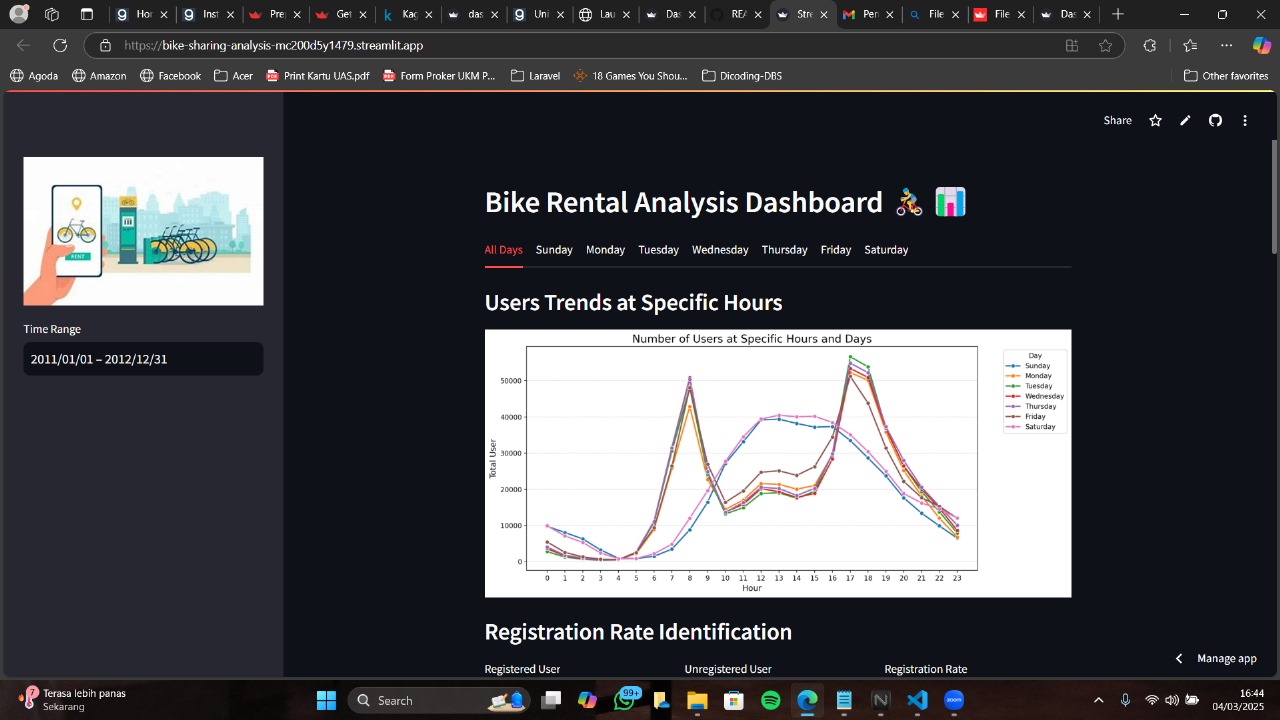 Hor
Inst
Prep
Get
Kag
das
Uni
Lau
Das
REA
Stre
Pen
File
File
Das
https://bike-sharing-analysis-mc200d5y1479.streamlit.app
Agoda
Amazon
Facebook
Acer
Print Kartu UAS.pdf
Form Proker UKM P...
Laravel
18 Games You Shou...
Dicoding-DBS
Other favorites
Share
RENT
Time Range
2011/01/01 – 2012/12/31
Bike Rental Analysis Dashboard
All Days Sunday Monday Tuesday Wednesday Thursday Friday Saturday
Users Trends at Specific Hours
Number of Users at Specific Hours and Days
Total User
50000
40000
30000
20000
10000
0
0 1 2 3 4 5 6 7 8 9 10 11 12 13 14 15 16 17 18 19 20 21 22 23
Hour
Day
Sunday
Monday
Tuesday
Wednesday
Thursday
Friday
Saturday
Registration Rate Identification
Registered User Unregistered User Registration Rate
Manage app
7
Terasa lebih panas
Sekarang
Search
99+
zoom
16:44
04/03/2025